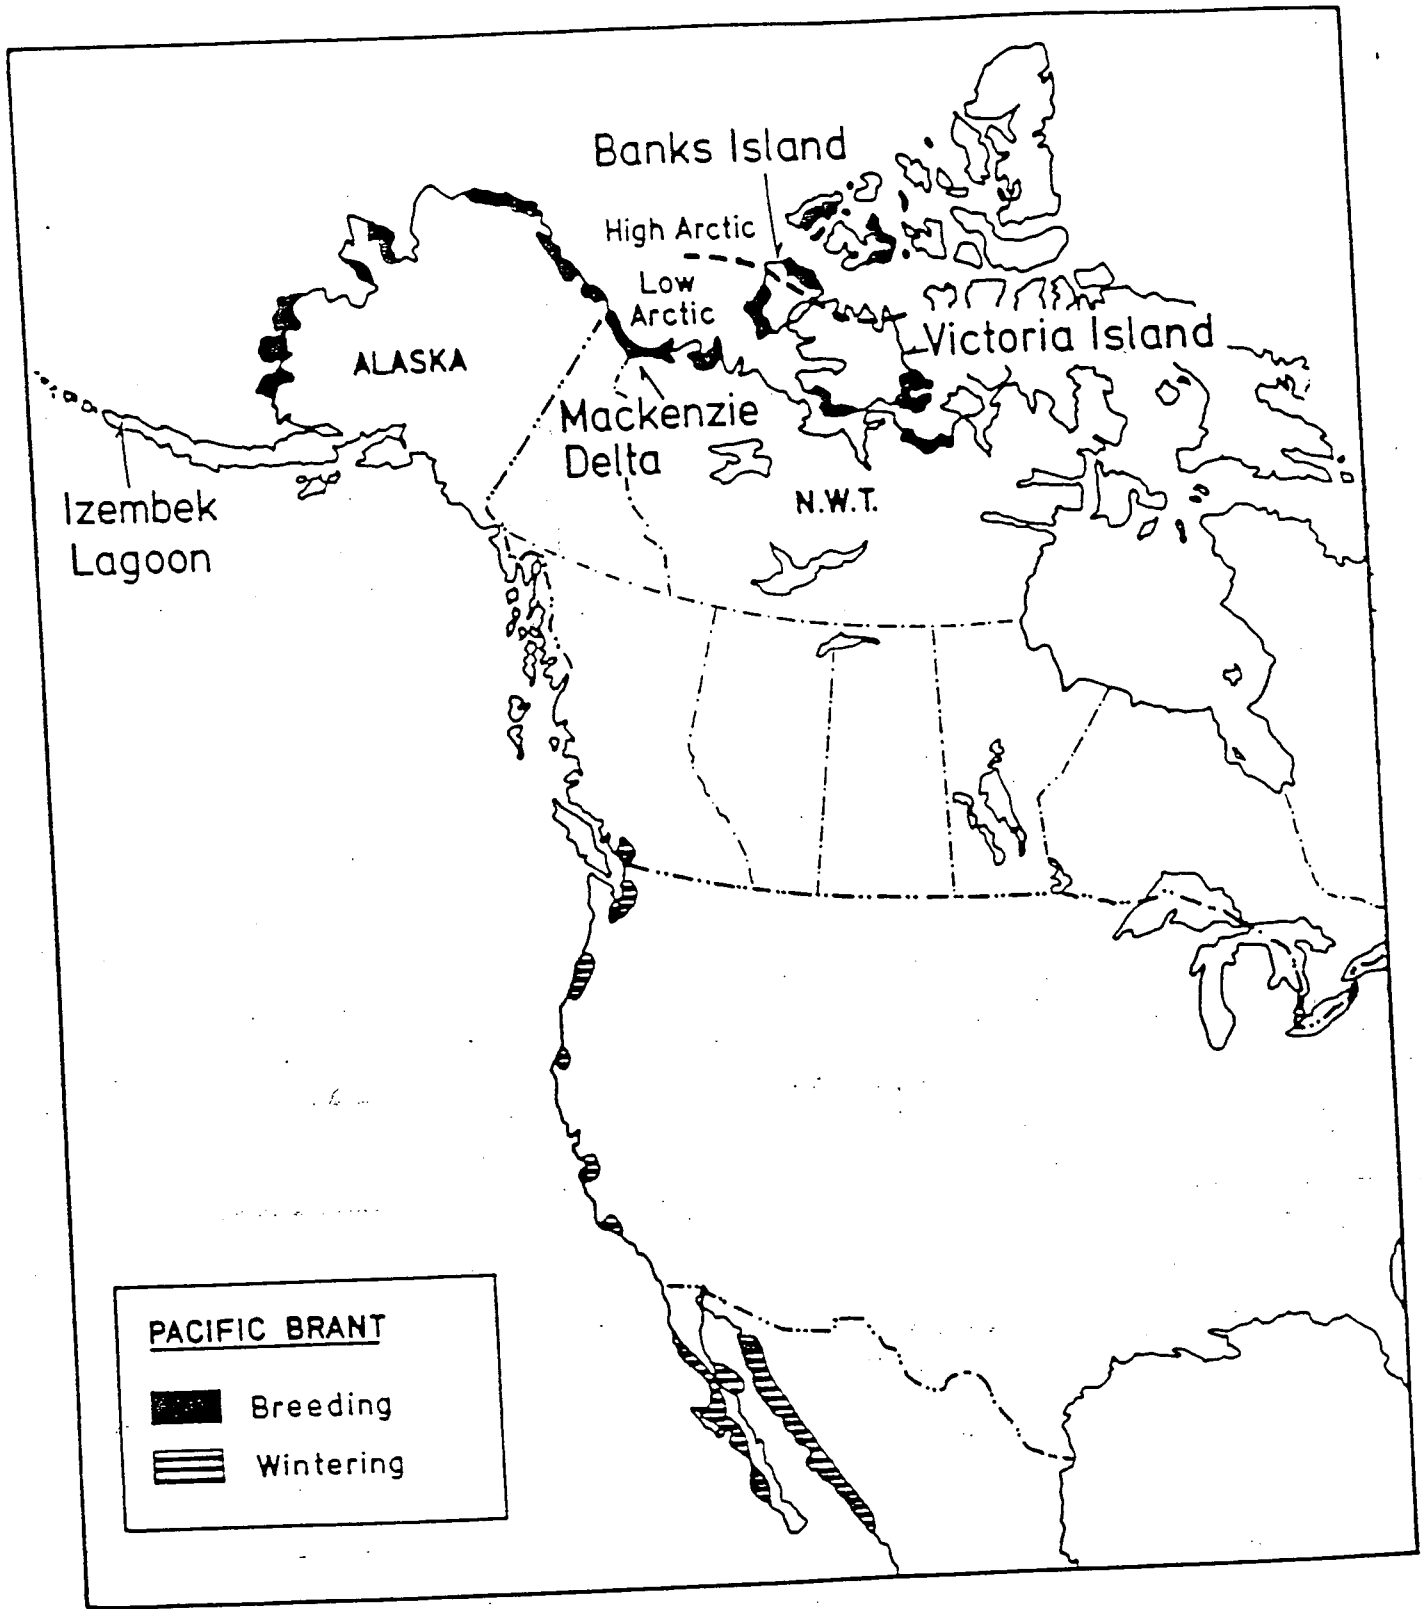 Banks Island
High Arctic
Low
Arctic
Victoria Island
ALASKA
Mackenzie
Delta
N.W.T.
Izembek
Lagoon
PACIFIC BRANT
Breeding
Wintering